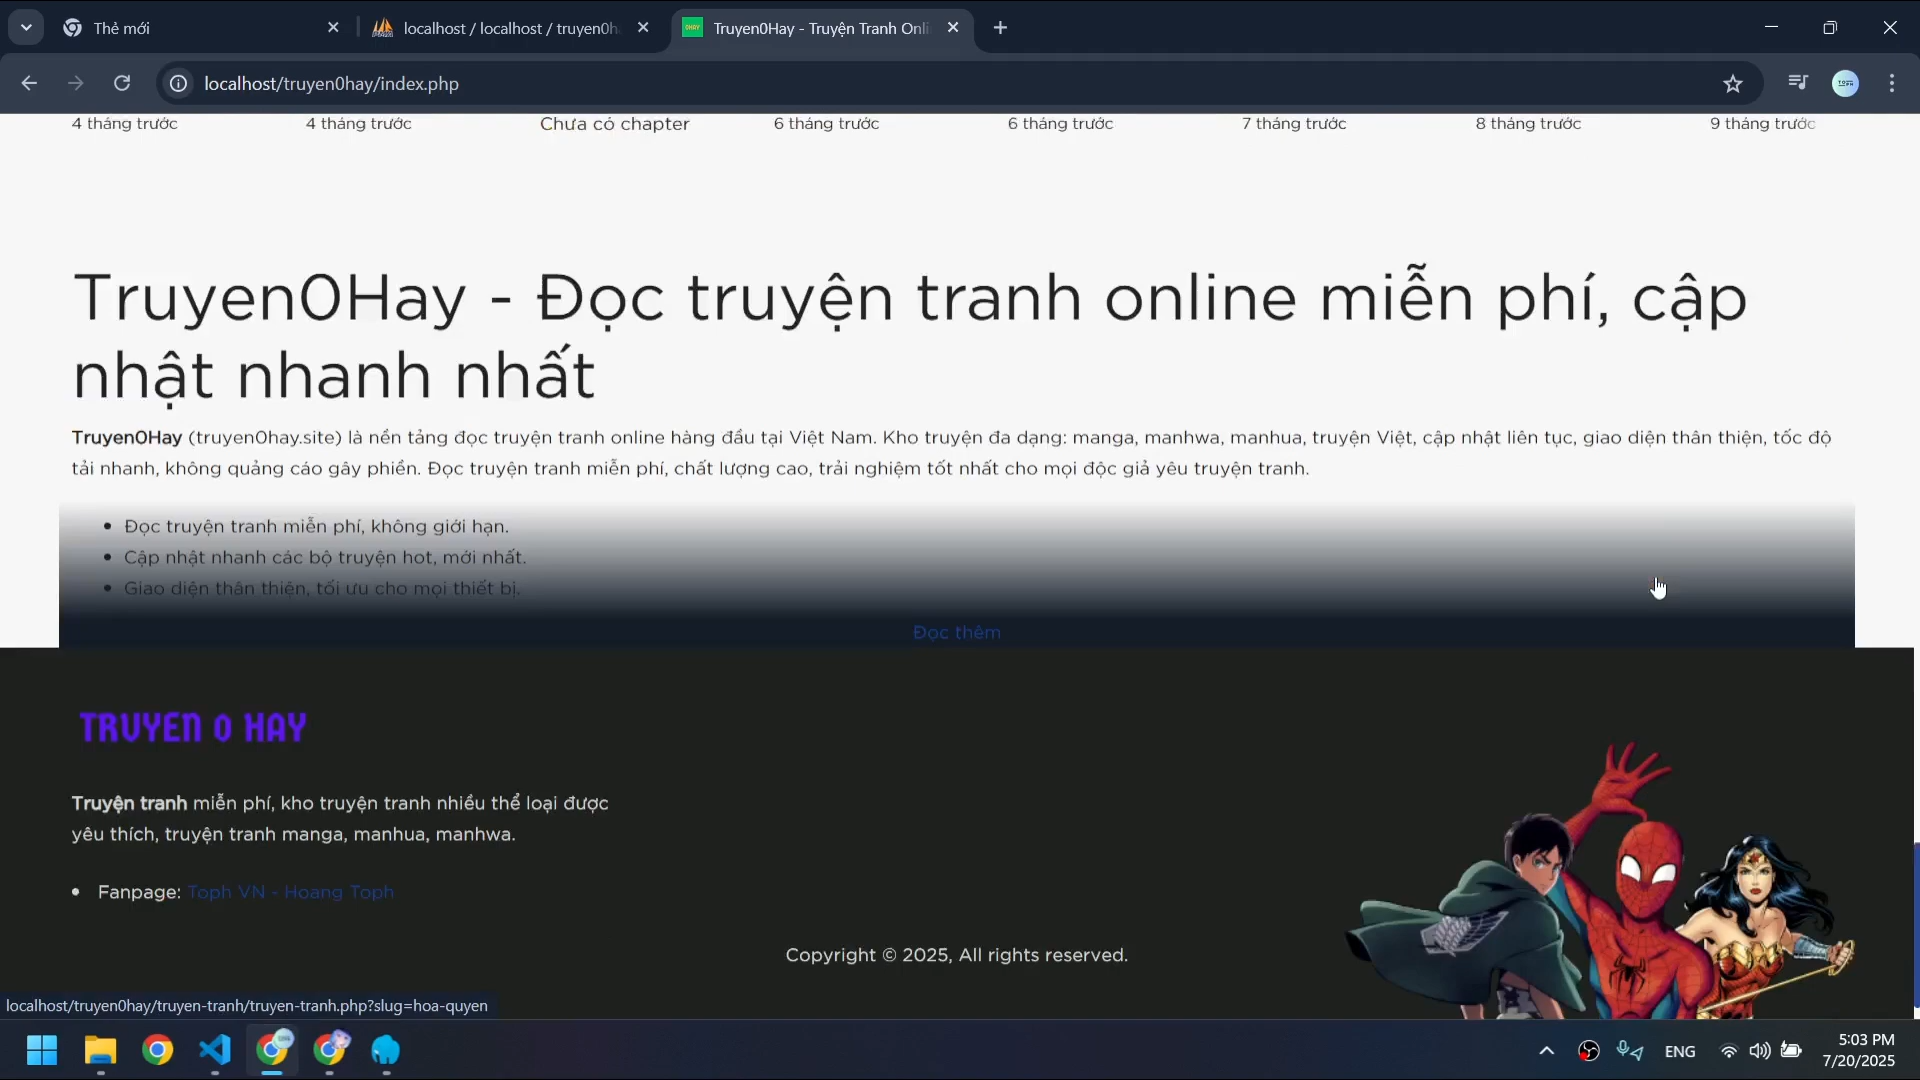 Thẻ mới
localhost / localhost / truyen0h
Truyen0Hay - Truyện Tranh Onli
localhost/truyen0hay/index.php
4 tháng trước 4 tháng trước Chưa có chapter 6 tháng trước 6 tháng trước 7 tháng trước 8 tháng trước 9 tháng trước
Truyen0Hay - Đọc truyện tranh online miễn phí, cập
nhật nhanh nhất
Truyen0Hay (truyen0hay.site) là nền tảng đọc truyện tranh online hàng đầu tại Việt Nam. Kho truyện đa dạng: manga, manhwa, manhua, truyện Việt, cập nhật liên tục, giao diện thân thiện, tốc độ
tải nhanh, không quảng cáo gây phiền. Đọc truyện tranh miễn phí, chất lượng cao, trải nghiệm tốt nhất cho mọi độc giả yêu truyện tranh.
• Đọc truyện tranh miễn phí, không giới hạn.
• Cập nhật nhanh các bộ truyện hot, mới nhất.
• Giao diện thân thiện, tối ưu cho mọi thiết bị.
Đọc thêm
TRUYEN 0 HAY
Truyện tranh miễn phí, kho truyện tranh nhiều thể loại được
yêu thích, truyện tranh manga, manhua, manhwa.
• Fanpage: Toph VN - Hoang Toph
Copyright © 2025, All rights reserved.
localhost/truyen0hay/truyen-tranh/truyen-tranh.php?slug=hoa-quyen
ENG
5:03 PM
7/20/2025